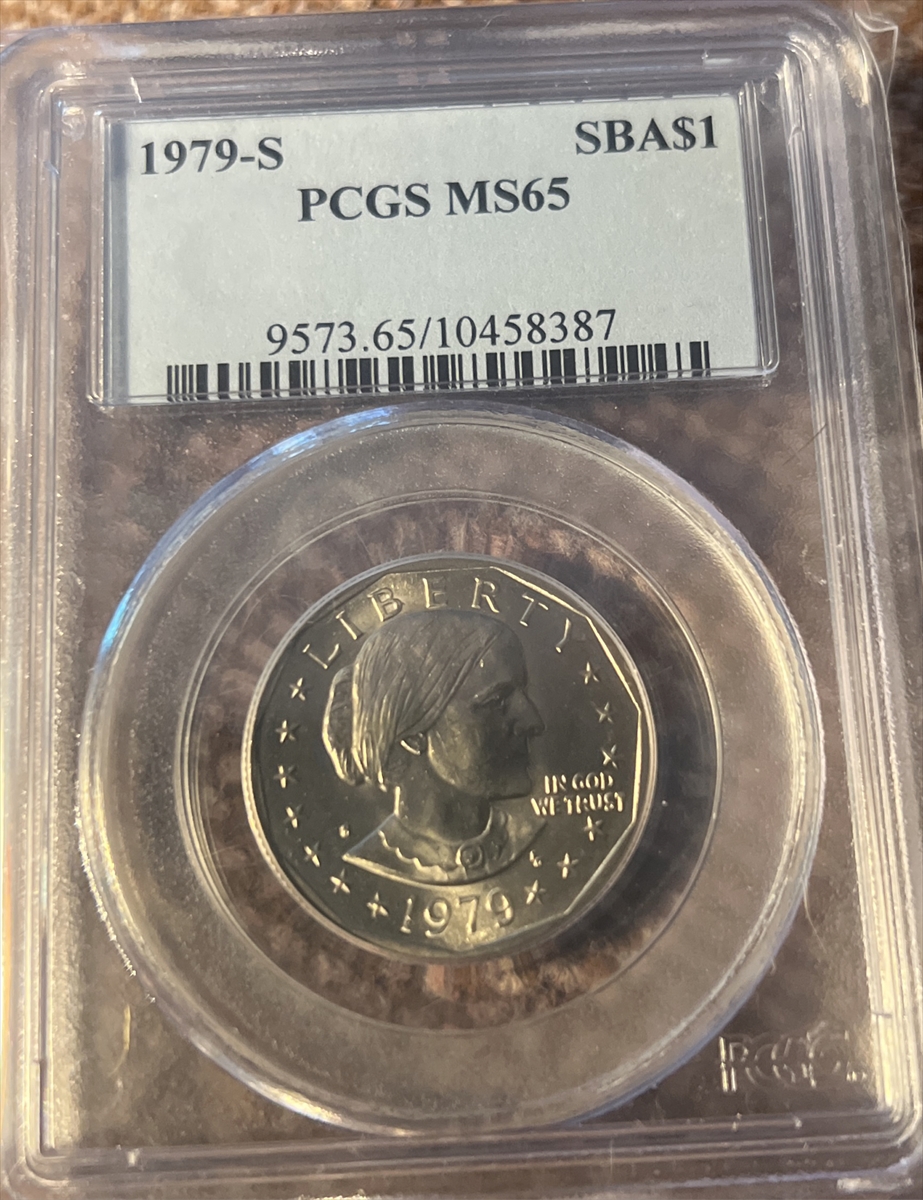 1979-S
SBA$1
PCGS MS65
9573.65/10458387
LIBERTY
IN GOD
WE TRUST
S
1979
PCGS